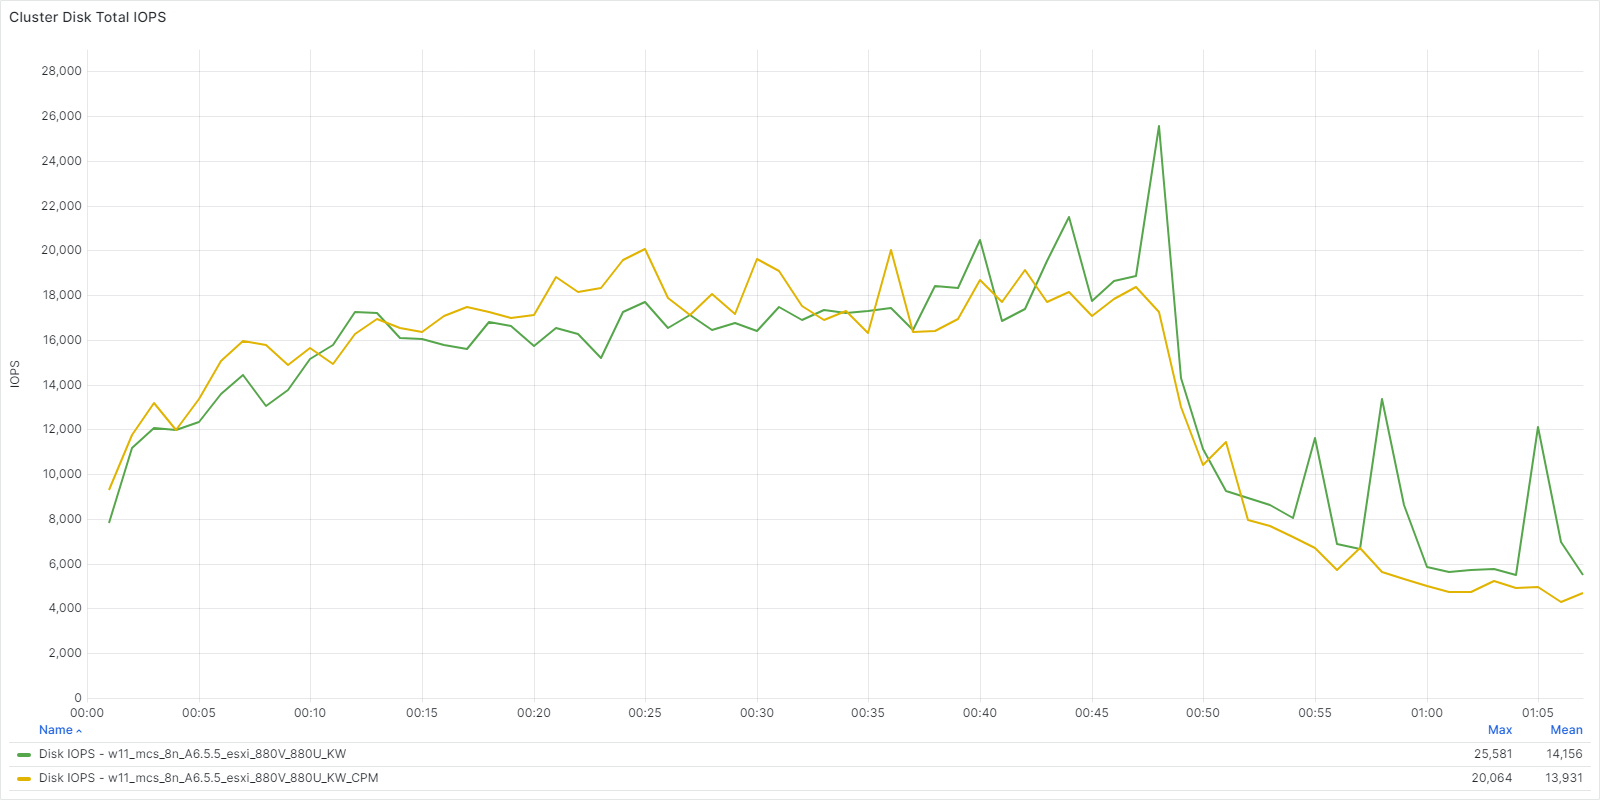 Cluster Disk Total IOPS
28,000
26,000
24,000
22,000
20,000
18,000
16,000
14,000
12,000
10,000
8,000
6,000
4,000
2,000
0
IOPS
00:00 00:05 00:10 00:15 00:20 00:25 00:30 00:35 00:40 00:45 00:50 00:55 01:00 01:05
Name Max Mean
Disk IOPS - w11_mcs_8n_A6.5.5_esxi_880V_880U_KW 25,581 14,156
Disk IOPS - w11_mcs_8n_A6.5.5_esxi_880V_880U_KW_CPM 20,064 13,931